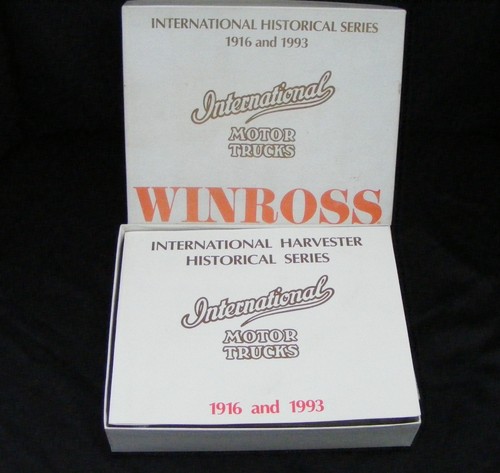 INTERNATIONAL HISTORICAL SERIES
1916 and 1993
International
MOTOR
TRUCKS
WINROSS
INTERNATIONAL HARVESTER
HISTORICAL SERIES
International
MOTOR
TRUCKS
1916 and 1993